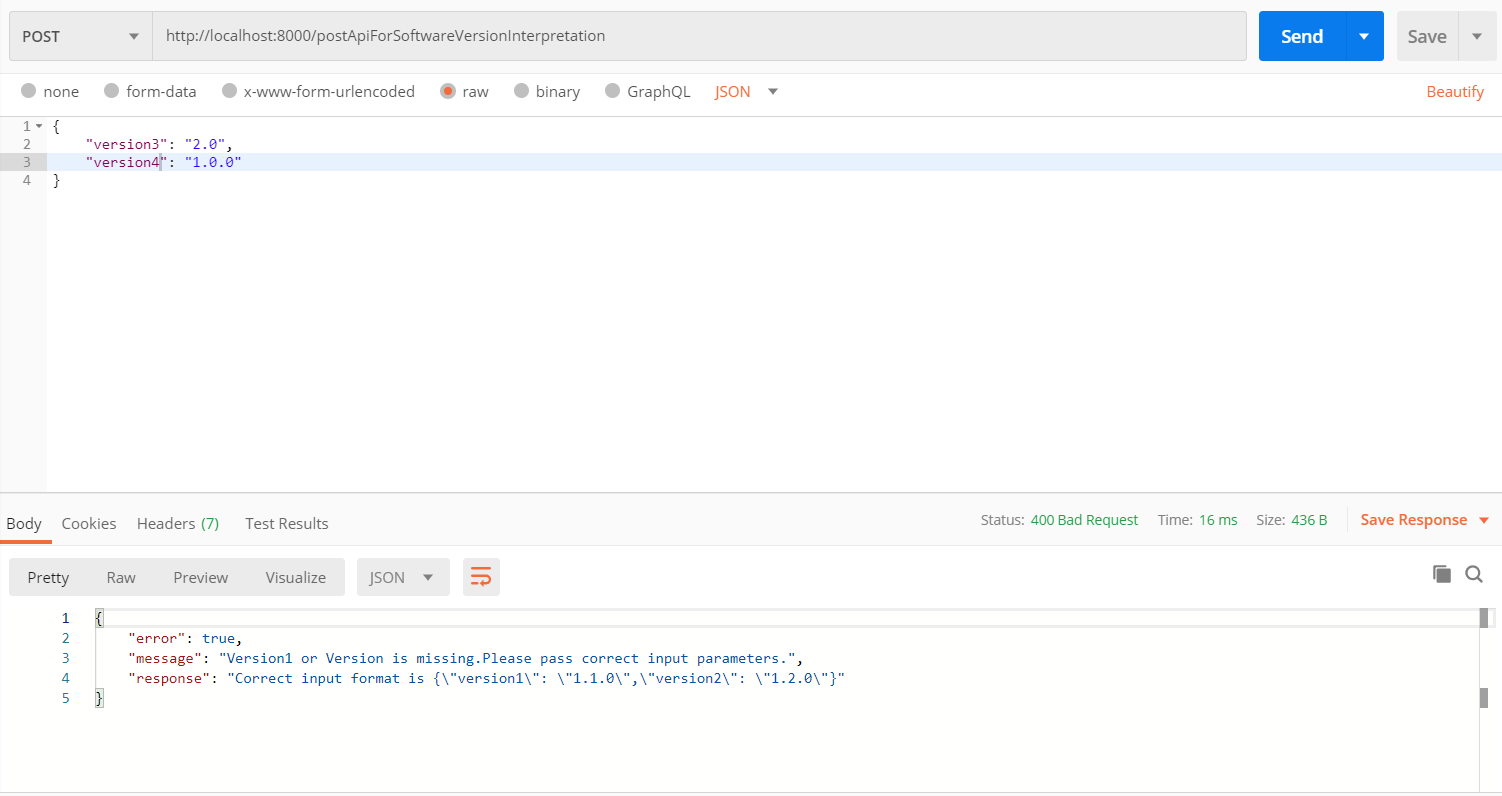 POST http://localhost:8000/postApiForSoftwareVersionInterpretation Send Save
none form-data x-www-form-urlencoded raw binary GraphQL JSON Beautify
1 {
2 "version3": "2.0",
3 "version4": "1.0.0"
4 }
Body Cookies Headers (7) Test Results Status: 400 Bad Request Time: 16 ms Size: 436 B Save Response
Pretty Raw Preview Visualize JSON
1 {
2 "error": true,
3 "message": "Version1 or Version is missing.Please pass correct input parameters.",
4 "response": "Correct input format is {\"version1\": \"1.1.0\",\"version2\": \"1.2.0\"}"
5 }